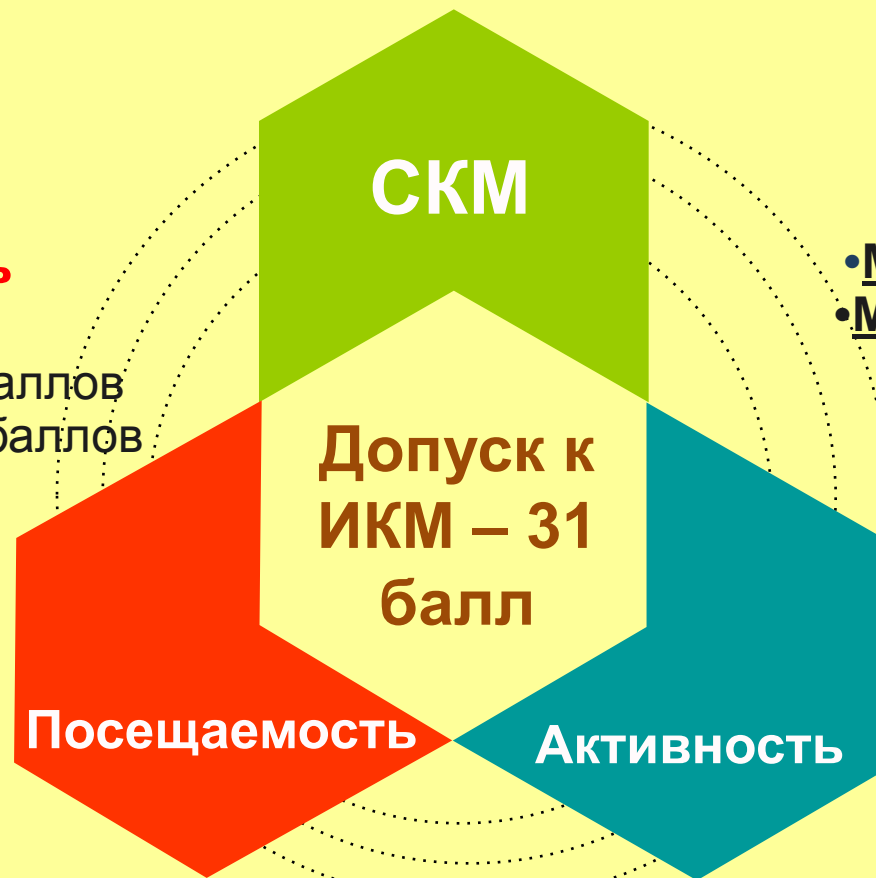 СКМ
Допуск к
ИКМ – 31
балл
Посещаемость
Активность